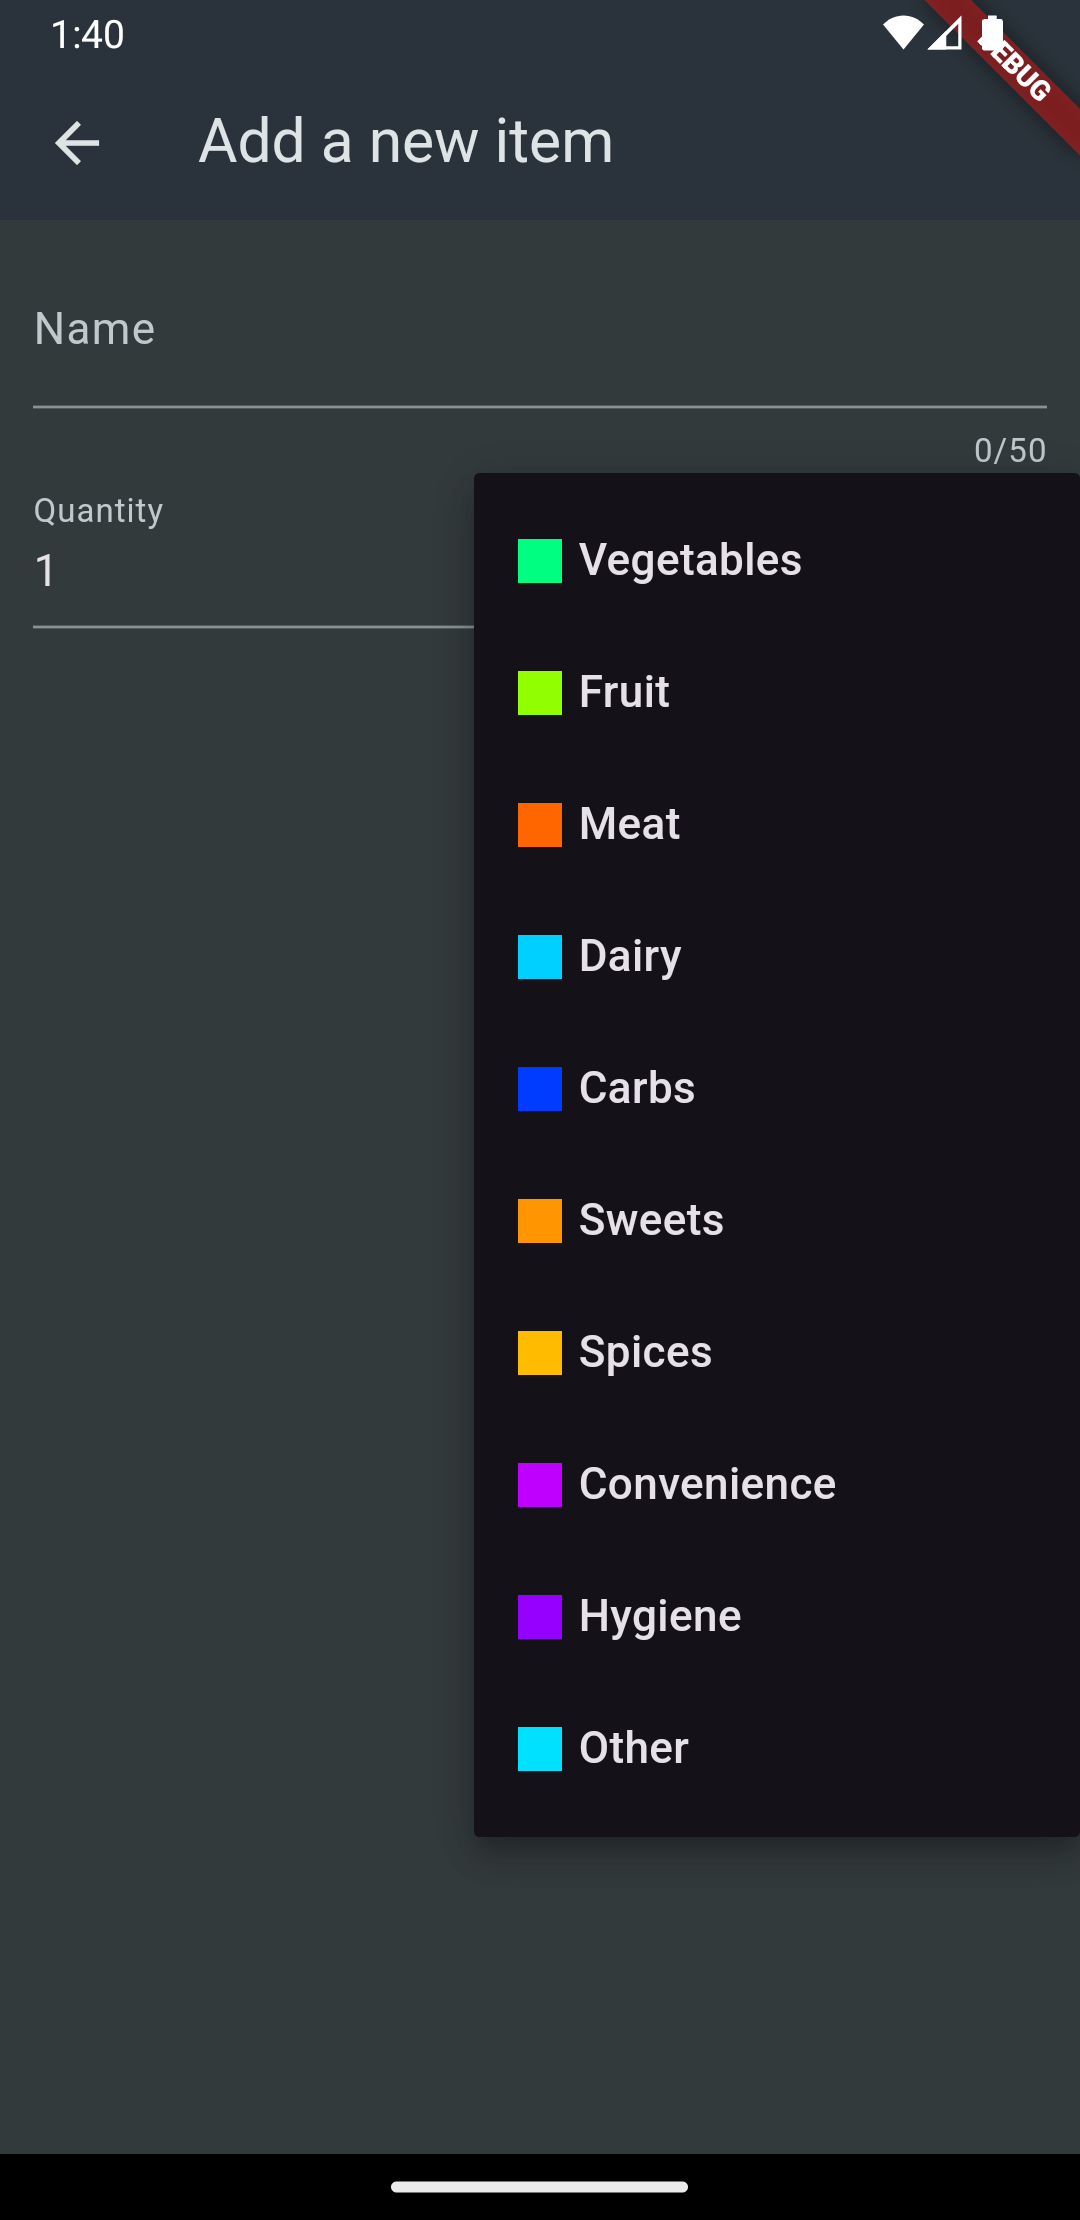 1:40
EBUG
Add a new item
Name
0/50
Quantity
1
Vegetables
Fruit
Meat
Dairy
Carbs
Sweets
Spices
Convenience
Hygiene
Other